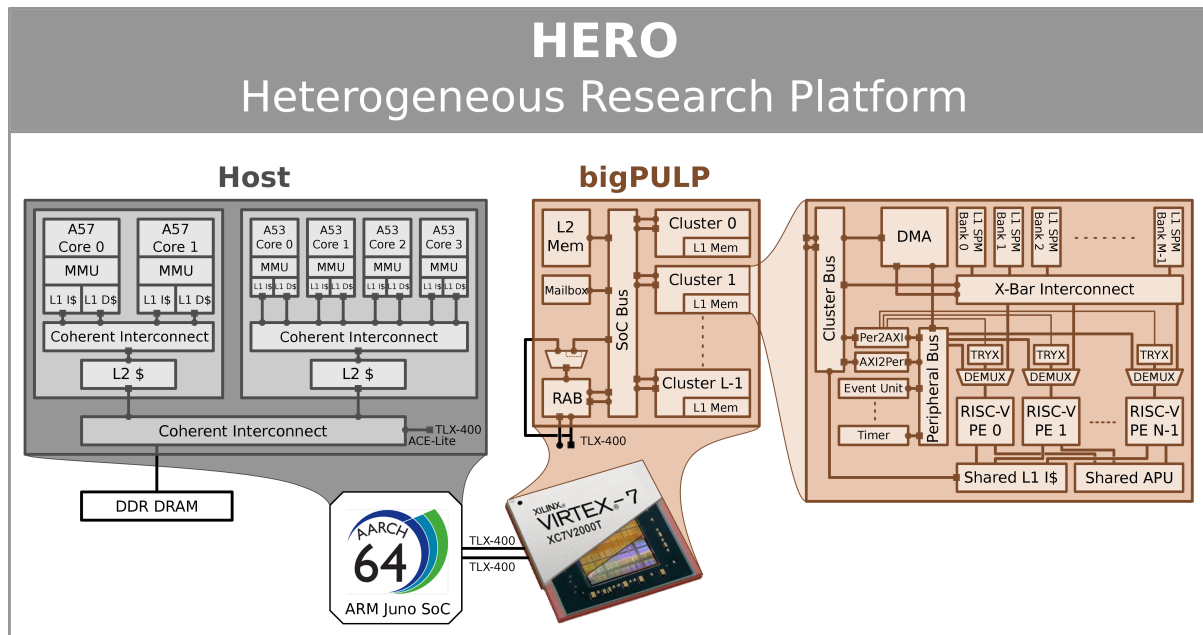 HERO
Heterogeneous Research Platform
Host
A57
Core 0
MMU
L1 I$
L1 D$
A57
Core 1
MMU
L1 I$
L1 D$
Coherent Interconnect
L2 $
A53
Core 0
MMU
L1 I$
L1 D$
A53
Core 1
MMU
L1 I$
L1 D$
A53
Core 2
MMU
L1 I$
L1 D$
A53
Core 3
MMU
L1 I$
L1 D$
Coherent Interconnect
L2 $
Coherent Interconnect
TLX-400
ACE-Lite
DDR DRAM
AARCH
64
ARM Juno SoC
TLX-400
TLX-400
bigPULP
L2
Mem
Mailbox
RAB
SoC Bus
Cluster 0
L1 Mem
Cluster 1
L1 Mem
Cluster L-1
L1 Mem
TLX-400
XILINX®
VIRTEX®-7
XC7V2000T
Cluster Bus
DMA
L1 SPM
Bank 0
L1 SPM
Bank 1
L1 SPM
Bank 2
L1 SPM
Bank M-1
X-Bar Interconnect
Per2AXI
AXI2Per
Event Unit
Timer
Peripheral Bus
TRYX
DEMUX
TRYX
DEMUX
TRYX
DEMUX
RISC-V
PE 0
RISC-V
PE 1
RISC-V
PE N-1
Shared L1 I$
Shared APU